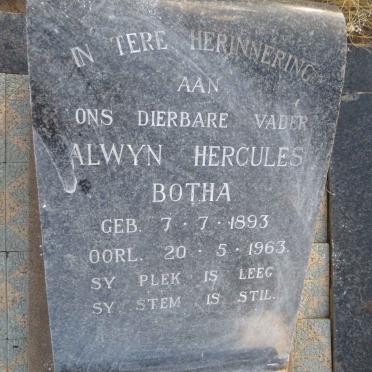 IN TERE HERINNERING
AAN
ONS DIERBARE VADER
ALWYN HERCULES
BOTHA
GEB. 7·7·1893
OORL. 20·5·1963.
SY PLEK IS LEEG
SY STEM IS STIL.